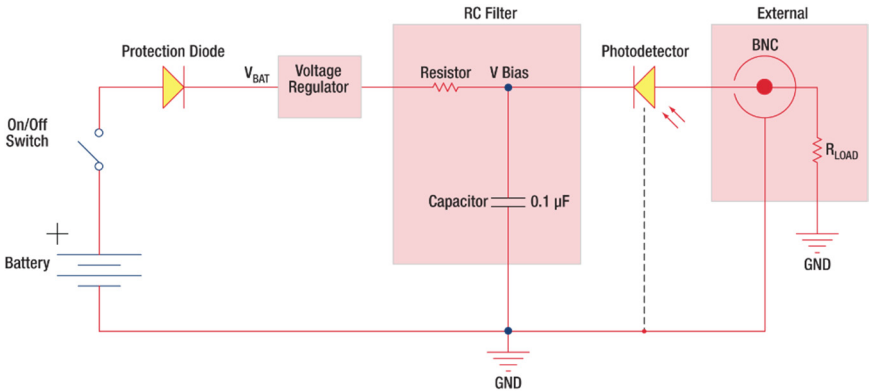 RC Filter
External
Protection Diode
Photodetector
BNC
V_BAT
Voltage
Regulator
Resistor
V Bias
On/Off
Switch
R_LOAD
Capacitor
0.1 µF
+
Battery
GND
GND